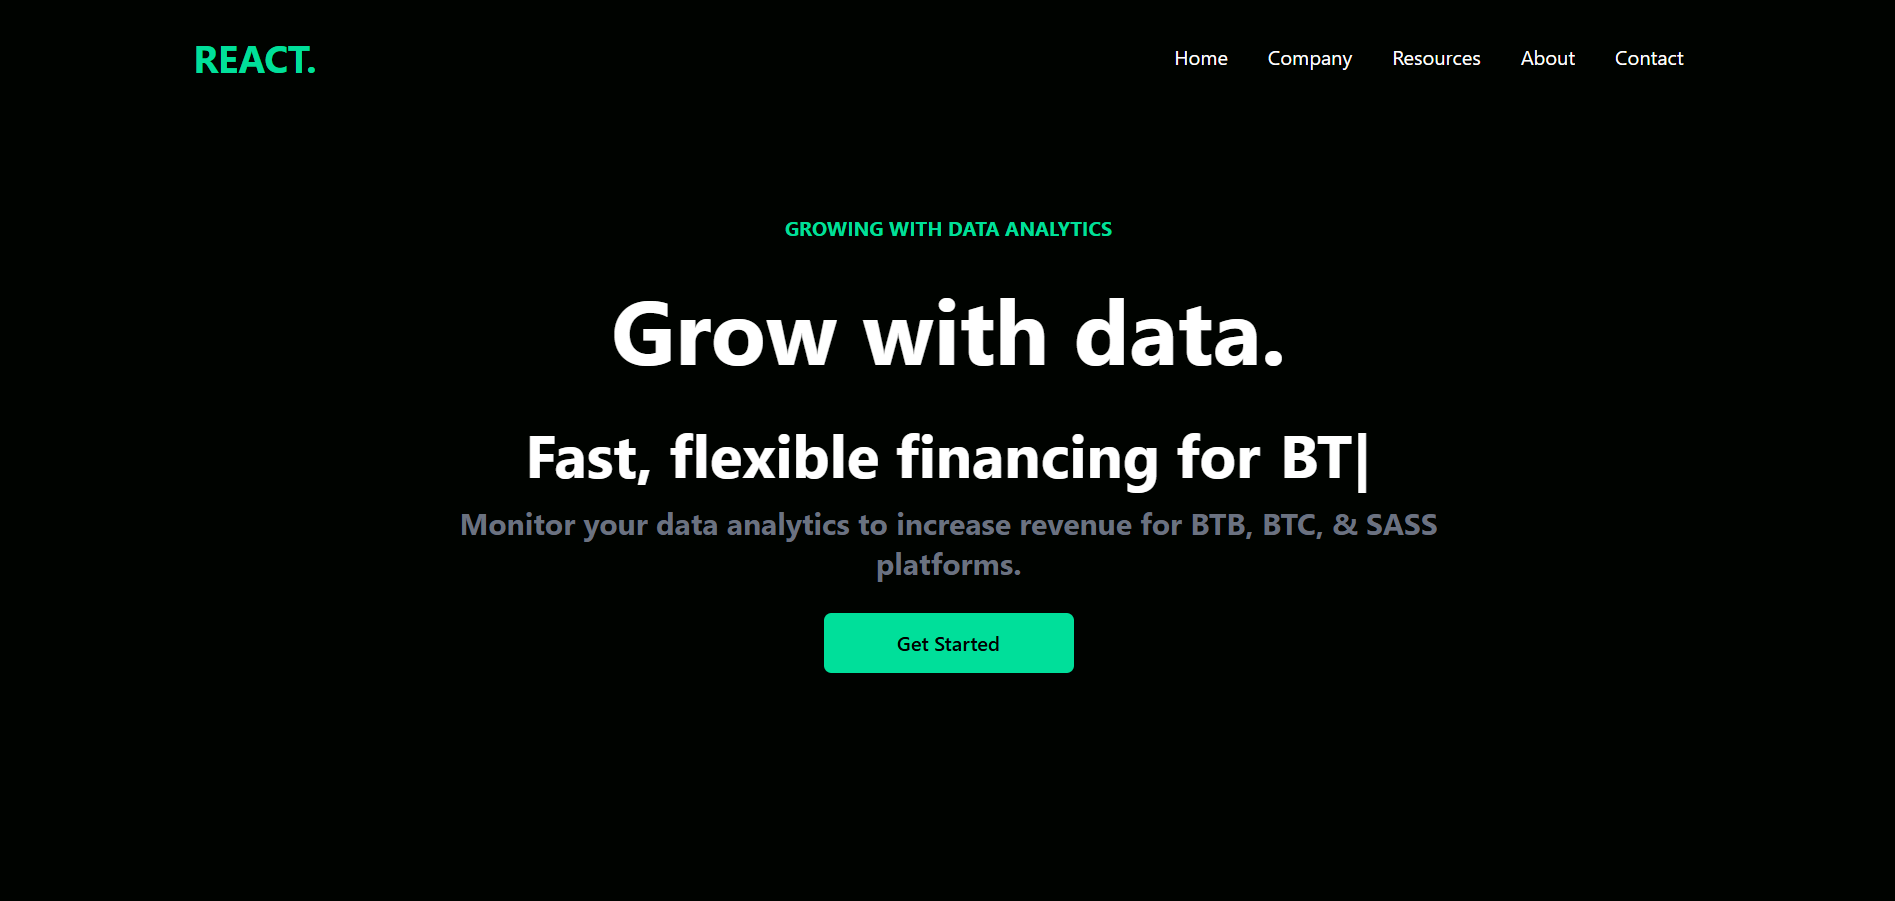 REACT.
Home Company Resources About Contact
GROWING WITH DATA ANALYTICS
Grow with data.
Fast, flexible financing for BT|
Monitor your data analytics to increase revenue for BTB, BTC, & SASS
platforms.
Get Started